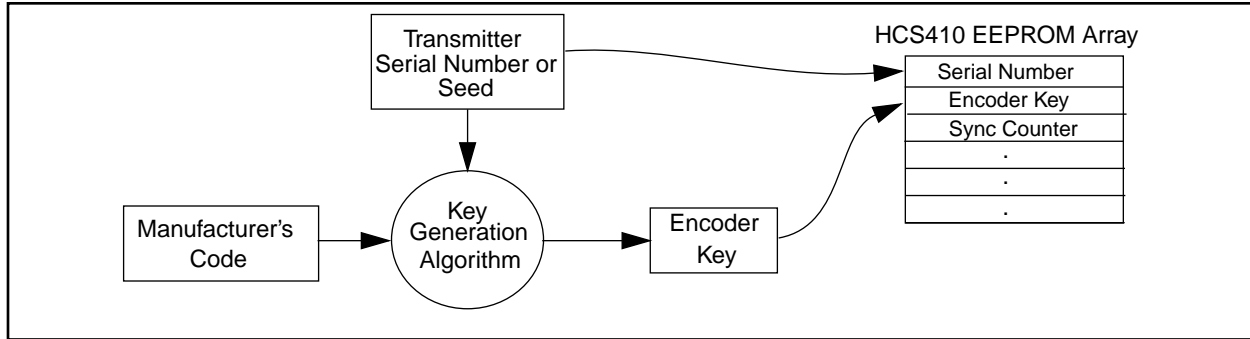 Transmitter
Serial Number or
Seed
HCS410 EEPROM Array
Serial Number
Encoder Key
Sync Counter
.
.
.
Manufacturer's
Code
Key
Generation
Algorithm
Encoder
Key